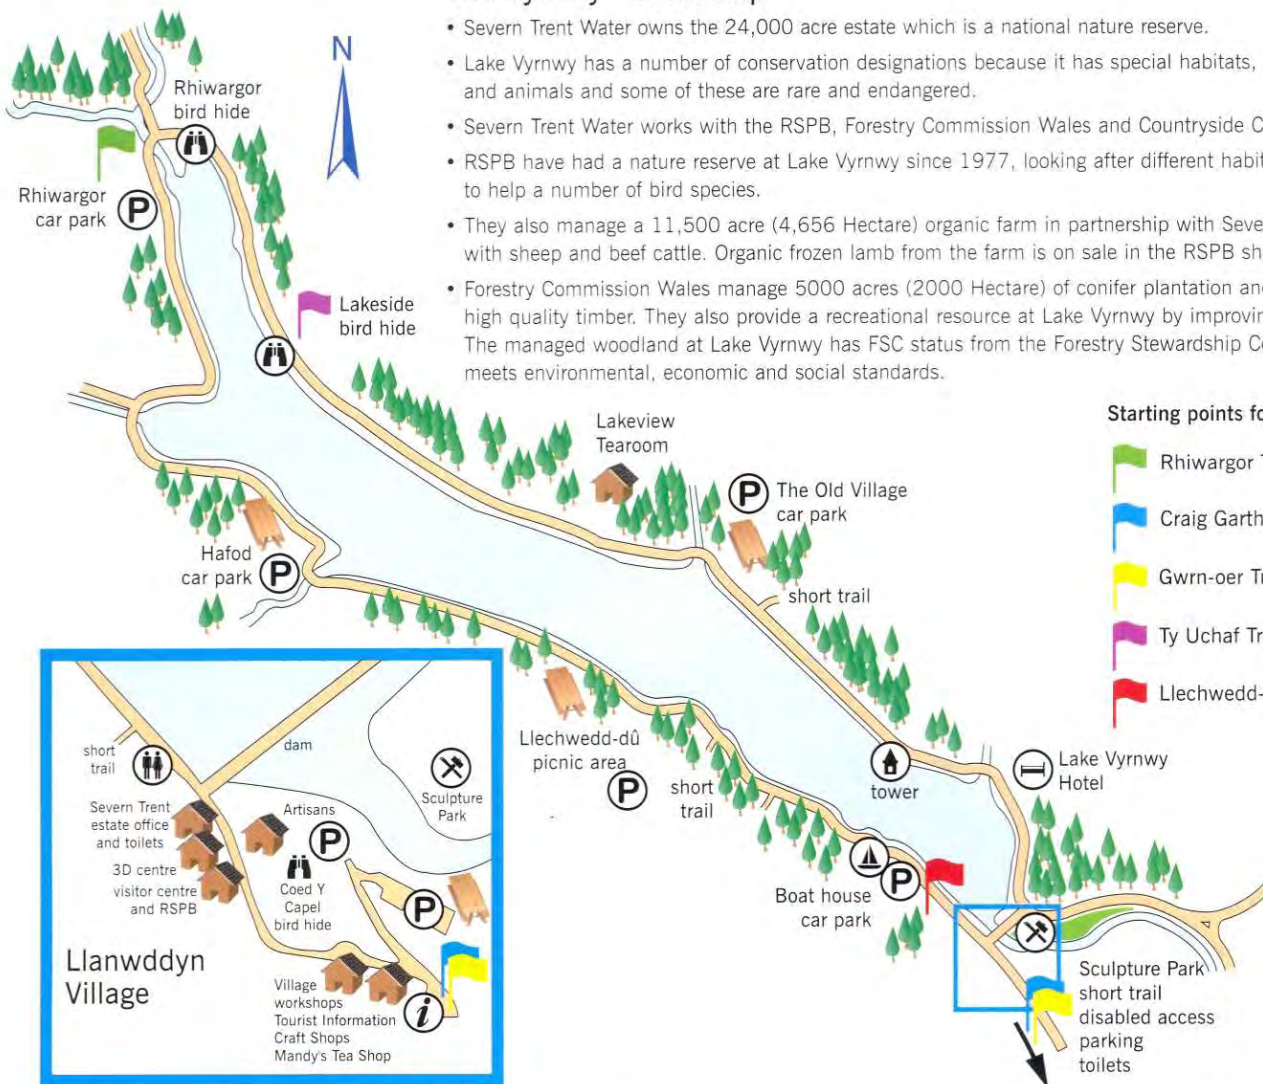 • Severn Trent Water owns the 24,000 acre estate which is a national nature reserve.
• Lake Vyrnwy has a number of conservation designations because it has special habitats,
and animals and some of these are rare and endangered.
• Severn Trent Water works with the RSPB, Forestry Commission Wales and Countryside C
• RSPB have had a nature reserve at Lake Vyrnwy since 1977, looking after different habit
to help a number of bird species.
• They also manage a 11,500 acre (4,656 Hectare) organic farm in partnership with Seve
with sheep and beef cattle. Organic frozen lamb from the farm is on sale in the RSPB sh
• Forestry Commission Wales manage 5000 acres (2000 Hectare) of conifer plantation and
high quality timber. They also provide a recreational resource at Lake Vyrnwy by improvin
The managed woodland at Lake Vyrnwy has FSC status from the Forestry Stewardship Co
meets environmental, economic and social standards.
N
Rhiwargor
bird hide
Rhiwargor
car park
P
Lakeside
bird hide
Lakeview
Tearoom
P
The Old Village
car park
Hafod
car park
P
short trail
Starting points fo
Rhiwargor T
Craig Garth
Gwrn-oer Tr
Ty Uchaf Tr
Llechwedd-
Llechwedd-dû
picnic area
P
short
trail
tower
Lake Vyrnwy
Hotel
Boat house
car park
P
Sculpture Park
short trail
disabled access
parking
toilets
short
trail
dam
Sculpture
Park
Severn Trent
estate office
and toilets
Artisans
P
3D centre
visitor centre
and RSPB
Coed Y
Capel
bird hide
P
Llanwddyn
Village
Village
workshops
Tourist Information
Craft Shops
Mandy's Tea Shop
i